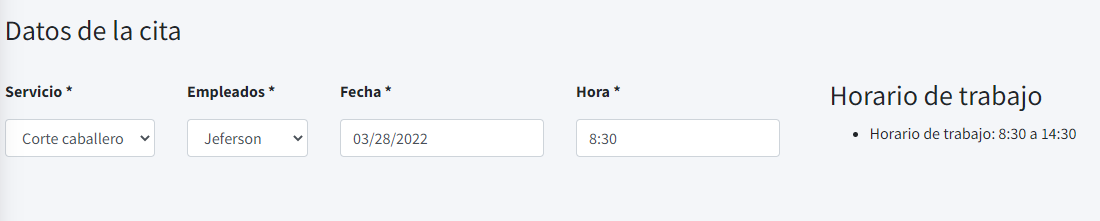 Datos de la cita
Servicio * Empleados * Fecha * Hora *
Corte caballero Jeferson 03/28/2022 8:30
Horario de trabajo
• Horario de trabajo: 8:30 a 14:30